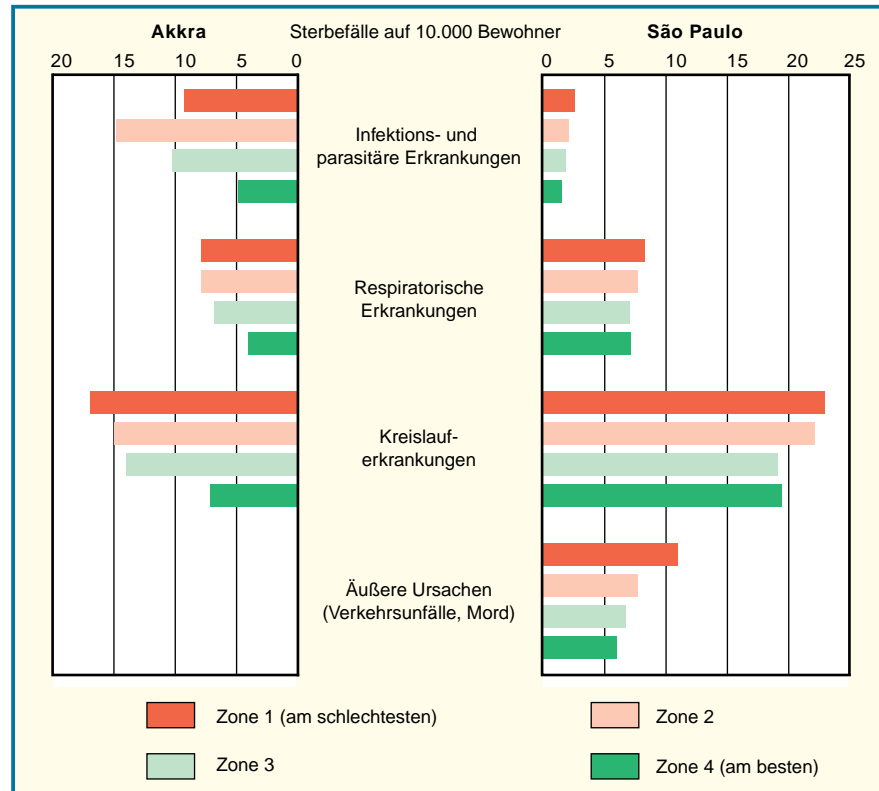 Akkra Sterbefälle auf 10.000 Bewohner São Paulo
20 15 10 5 0 0 5 10 15 20 25
Infektions- und
parasitäre Erkrankungen
Respiratorische
Erkrankungen
Kreislauf-
erkrankungen
Äußere Ursachen
(Verkehrsunfälle, Mord)
Zone 1 (am schlechtesten) Zone 2
Zone 3 Zone 4 (am besten)